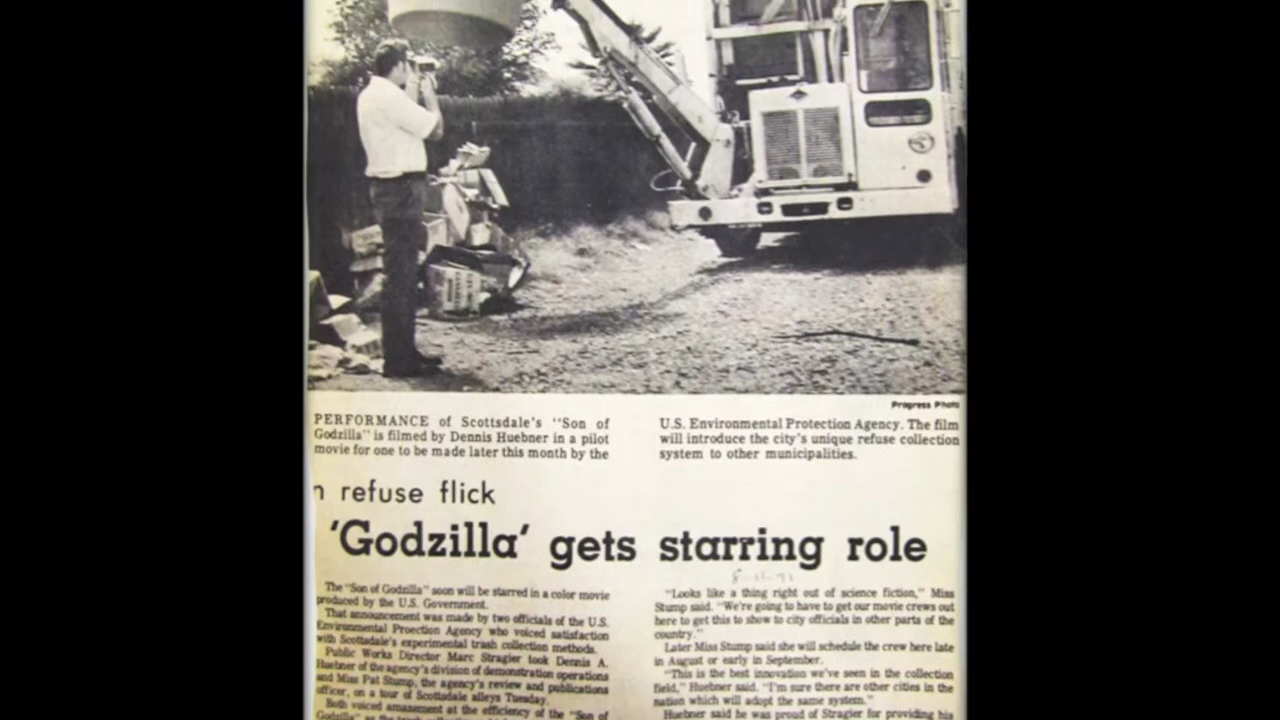 Progress Photo
PERFORMANCE of Scottsdale's "Son of
Godzilla" is filmed by Dennis Huebner in a pilot
movie for one to be made later this month by the
U.S. Environmental Protection Agency. The film
will introduce the city's unique refuse collection
system to other municipalities.
n refuse flick
'Godzilla' gets starring role
8-11-71
The "Son of Godzilla" soon will be starred in a color movie
produced by the U.S. Government.
That announcement was made by two officials of the U.S.
Environmental Proection Agency who voiced satisfaction
with Scottsdale's experimental trash collection methods.
Public Works Director Marc Stragier took Dennis A.
Huebner of the agency's division of demonstration operations
and Miss Pat Stump, the agency's review and publications
officer, on a tour of Scottsdale alleys Tuesday.
Both voiced amazement at the efficiency of the "Son of
Godzilla" as the trash
"Looks like a thing right out of science fiction," Miss
Stump said. "We're going to have to get our movie crews out
here to get this to show to city officials in other parts of the
country."
Later Miss Stump said she will schedule the crew here late
in August or early in September.
"This is the best innovation we've seen in the collection
field," Huebner said. "I'm sure there are other cities in the
nation which will adopt the same system."
Huebner said he was proud of Stragier for providing his